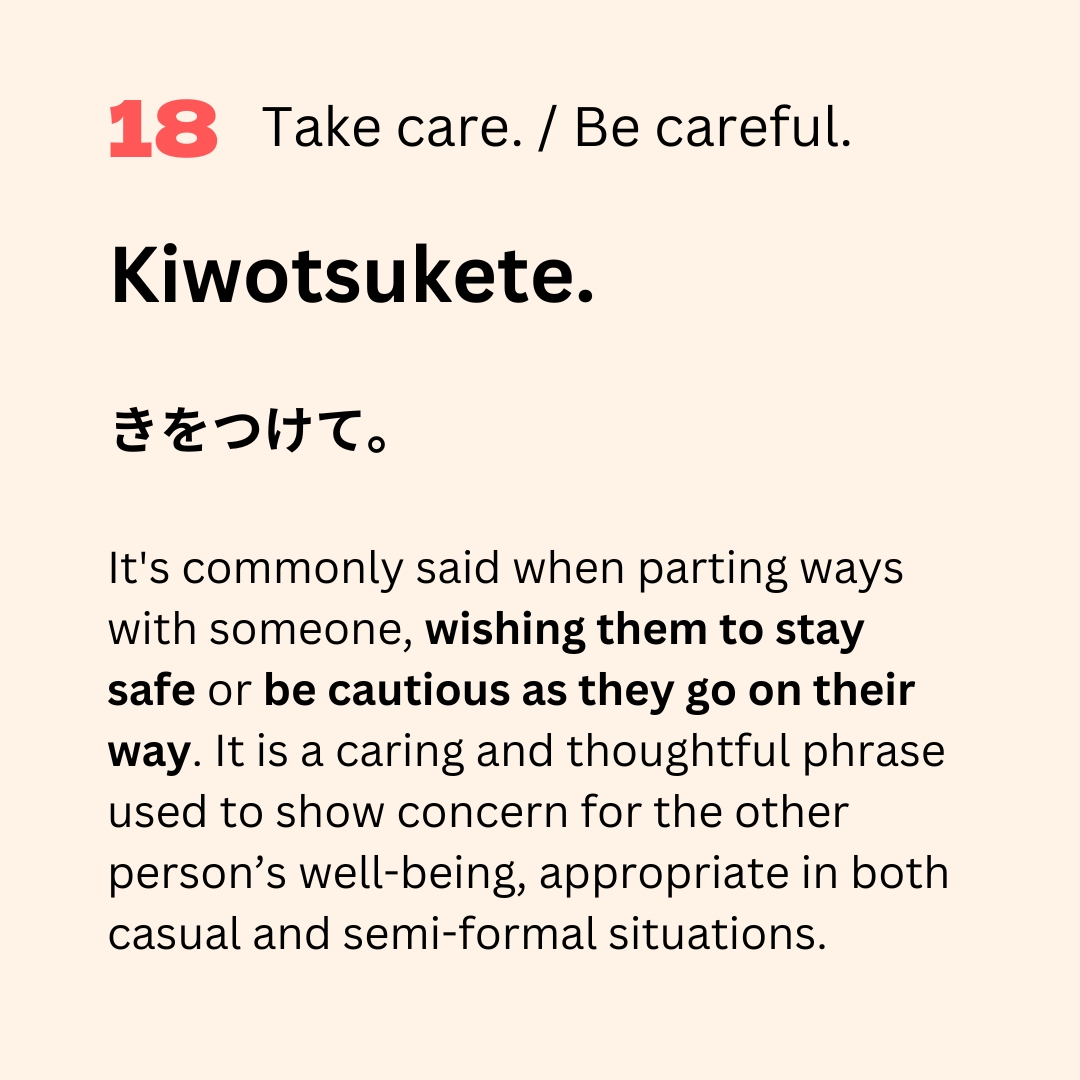 18 Take care. / Be careful.
Kiwotsukete.
きをつけて。
It's commonly said when parting ways
with someone, wishing them to stay
safe or be cautious as they go on their
way. It is a caring and thoughtful phrase
used to show concern for the other
person’s well-being, appropriate in both
casual and semi-formal situations.